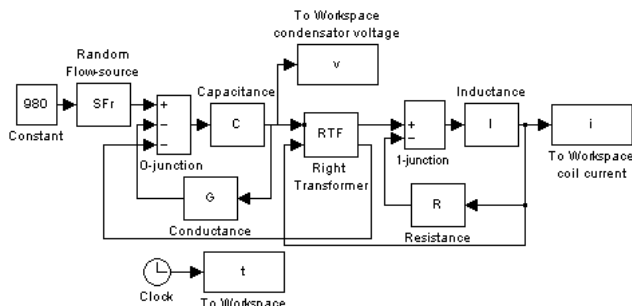 To Workspace
condensator voltage
v
Random
Flow-source
Capacitance
Inductance
980
SFr
+
−
−
C
RTF
+
−
I
i
Constant
0-junction
Right
Transformer
1-junction
To Workspace
coil current
G
R
Conductance
Resistance
t
Clock
To Workspace